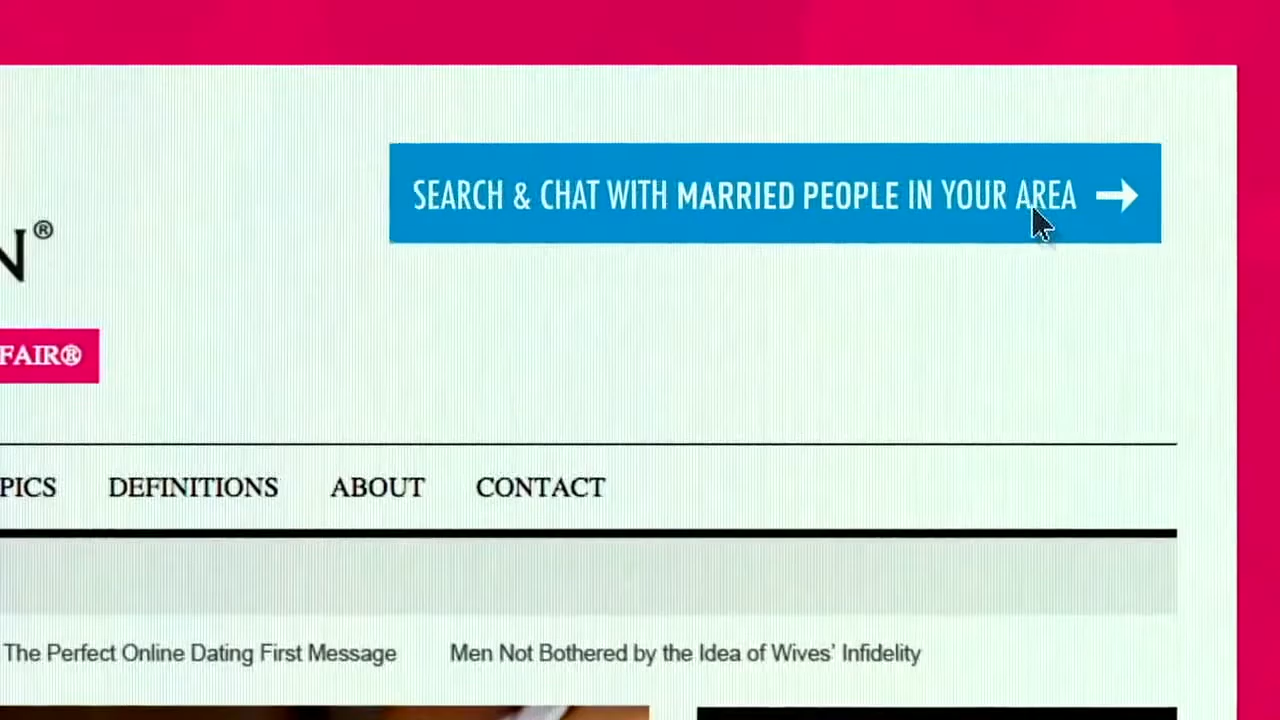 SEARCH & CHAT WITH MARRIED PEOPLE IN YOUR AREA
N®
FAIR®
PICS DEFINITIONS ABOUT CONTACT
The Perfect Online Dating First Message Men Not Bothered by the Idea of Wives' Infidelity